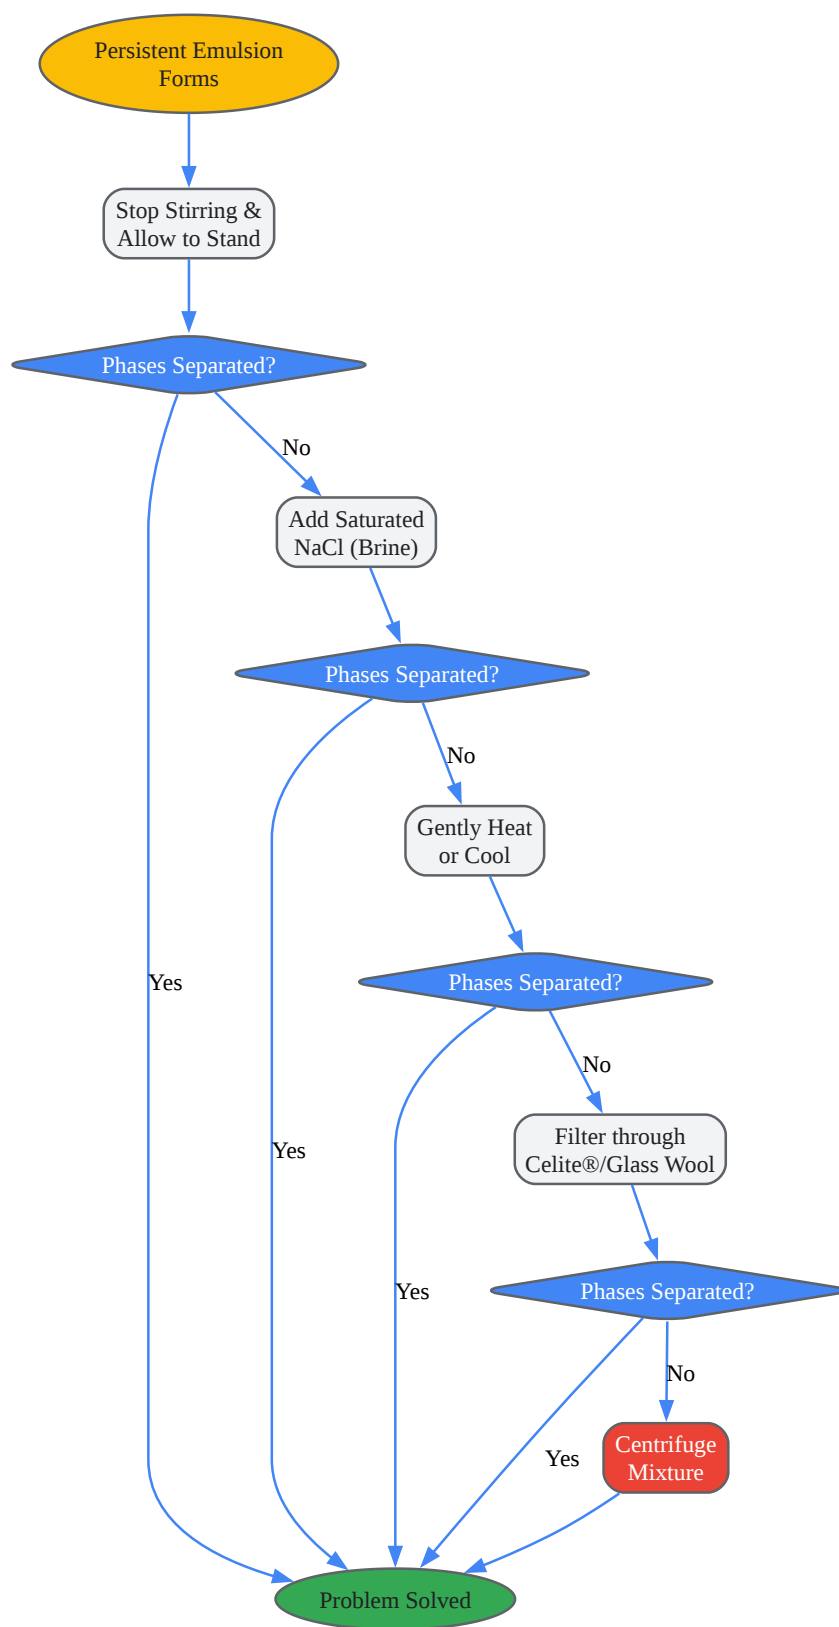 Persistent Emulsion
Forms
Stop Stirring &
Allow to Stand
Phases Separated?
No
Add Saturated
NaCl (Brine)
Phases Separated?
No
Gently Heat
or Cool
Yes
Phases Separated?
No
Filter through
Celite®/Glass Wool
Yes
Yes
Phases Separated?
No
Yes
Centrifuge
Mixture
Problem Solved